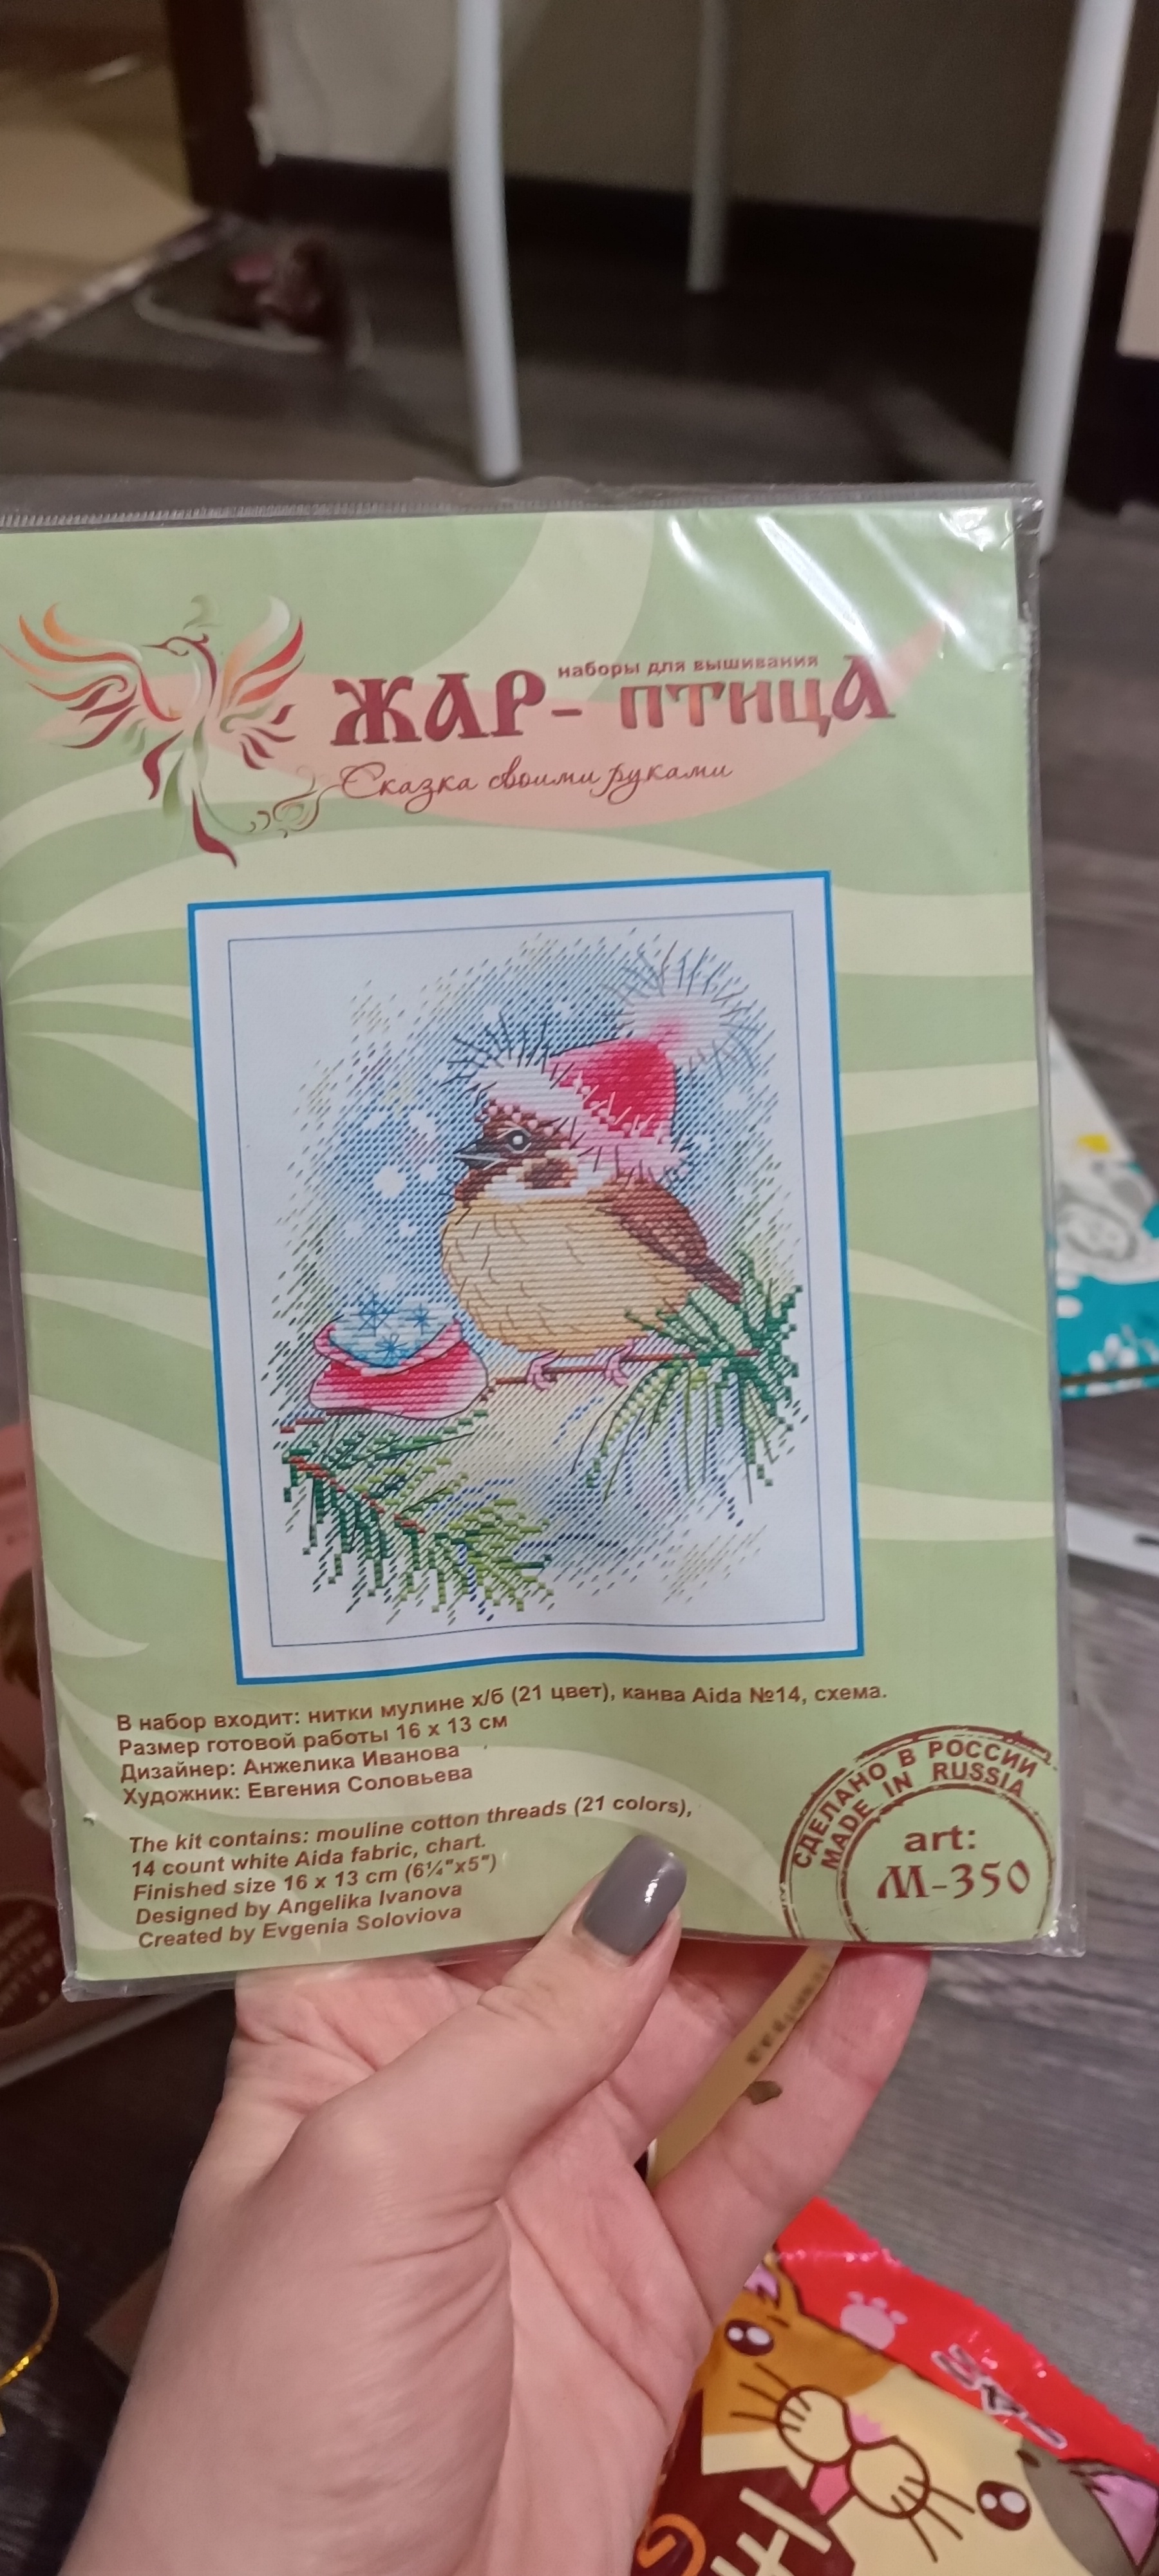 наборы для вышивания
ЖАР-ПТИЦА
Сказка своими руками
В набор входит: нитки мулине х/б (21 цвет), канва Aida №14, схема.
Размер готовой работы 16 х 13 см
Дизайнер: Анжелика Иванова
Художник: Евгения Соловьева
The kit contains: mouline cotton threads (21 colors),
14 count white Aida fabric, chart.
Finished size 16 x 13 cm (6¼"x5")
Designed by Angelika Ivanova
Created by Evgenia Soloviova
СДЕЛАНО В РОССИИ
MADE IN RUSSIA
art:
М-350